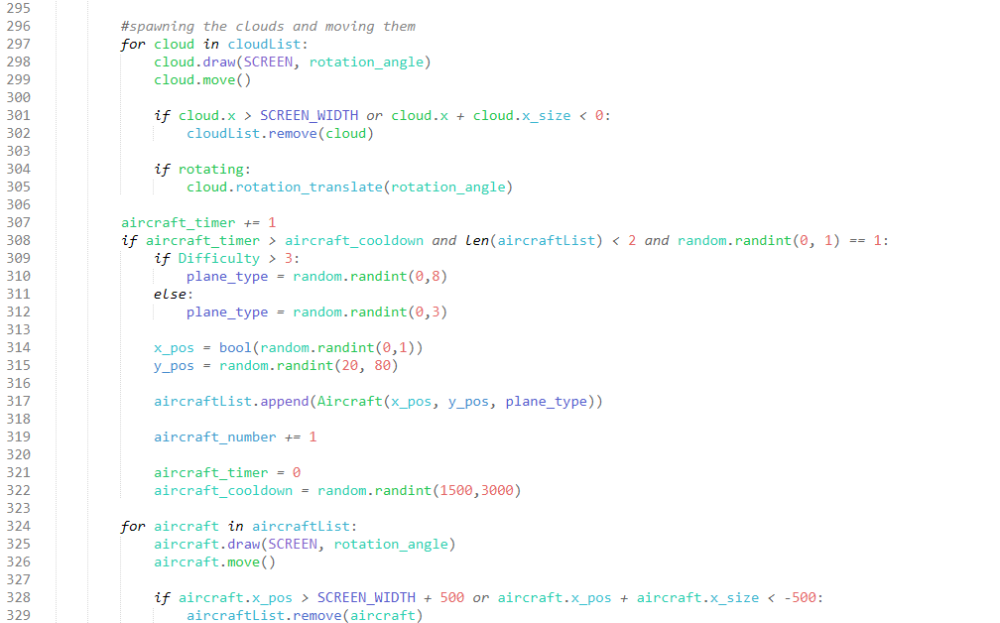 295
296 #spawning the clouds and moving them
297 for cloud in cloudList:
298 cloud.draw(SCREEN, rotation_angle)
299 cloud.move()
300
301 if cloud.x > SCREEN_WIDTH or cloud.x + cloud.x_size < 0:
302 cloudList.remove(cloud)
303
304 if rotating:
305 cloud.rotation_translate(rotation_angle)
306
307 aircraft_timer += 1
308 if aircraft_timer > aircraft_cooldown and len(aircraftList) < 2 and random.randint(0, 1) == 1:
309 if Difficulty > 3:
310 plane_type = random.randint(0,8)
311 else:
312 plane_type = random.randint(0,3)
313
314 x_pos = bool(random.randint(0,1))
315 y_pos = random.randint(20, 80)
316
317 aircraftList.append(Aircraft(x_pos, y_pos, plane_type))
318
319 aircraft_number += 1
320
321 aircraft_timer = 0
322 aircraft_cooldown = random.randint(1500,3000)
323
324 for aircraft in aircraftList:
325 aircraft.draw(SCREEN, rotation_angle)
326 aircraft.move()
327
328 if aircraft.x_pos > SCREEN_WIDTH + 500 or aircraft.x_pos + aircraft.x_size < -500:
329 aircraftList.remove(aircraft)